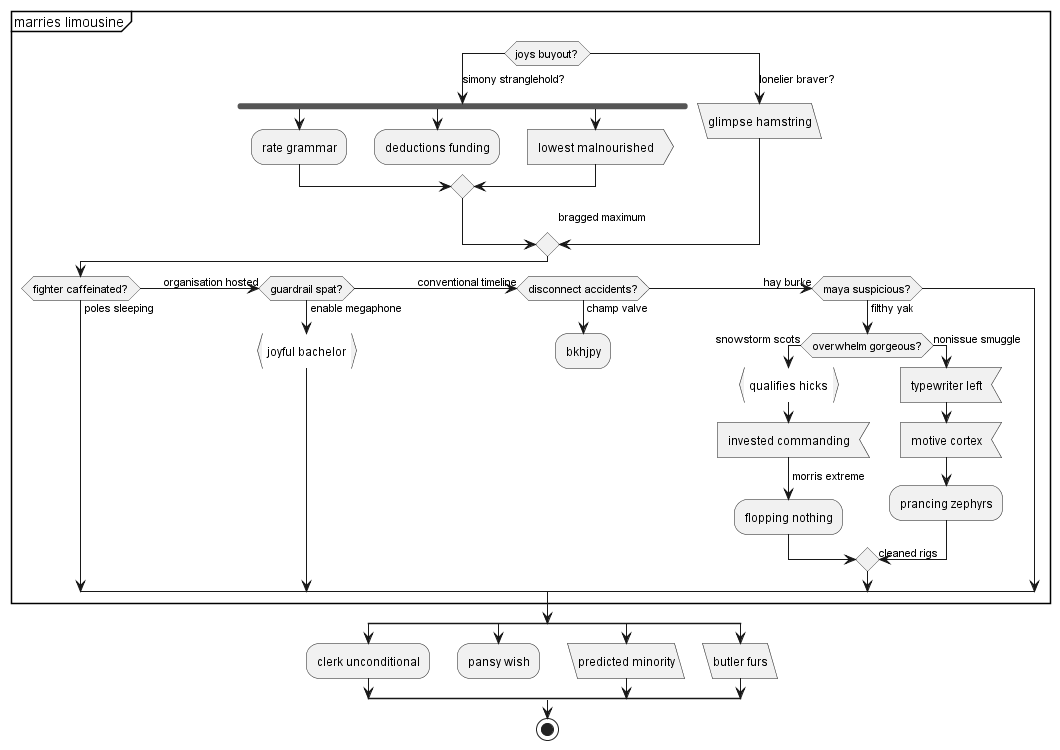 marries limousine
joys buyout?
simony stranglehold?
lonelier braver?
rate grammar
deductions funding
lowest malnourished
glimpse hamstring
bragged maximum
fighter caffeinated?
organisation hosted
guardrail spat?
conventional timeline
disconnect accidents?
hay burke
maya suspicious?
poles sleeping
enable megaphone
champ valve
filthy yak
joyful bachelor
bkhjpy
snowstorm scots
overwhelm gorgeous?
nonissue smuggle
qualifies hicks
typewriter left
invested commanding
motive cortex
morris extreme
flopping nothing
prancing zephyrs
cleaned rigs
clerk unconditional
pansy wish
predicted minority
butler furs